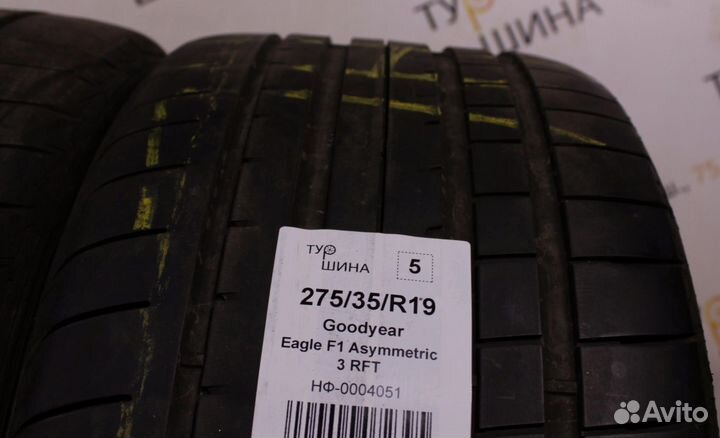 ТУР
ШИНА
ТУР
ШИНА
5
275/35/R19
Goodyear
Eagle F1 Asymmetric
3 RFT
НФ-0004051
Avito